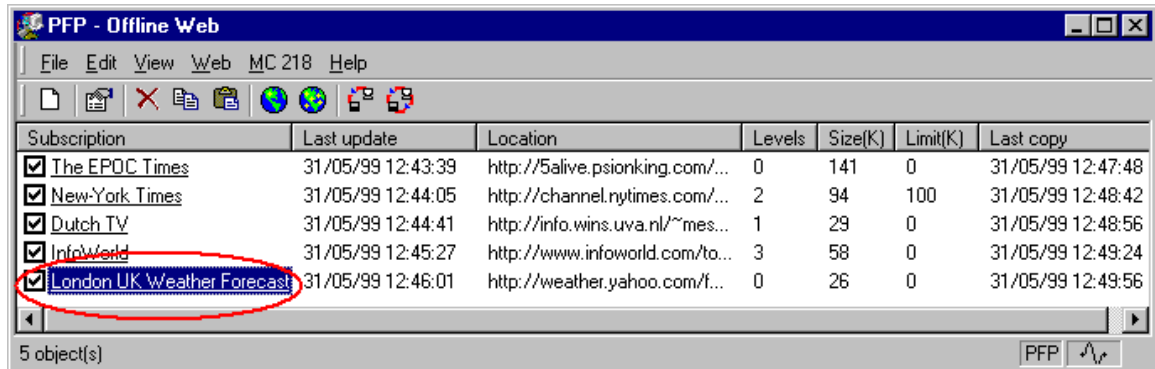 PFP - Offline Web
File Edit View Web MC 218 Help
Subscription Last update Location Levels Size(K) Limit(K) Last copy
The EPOC Times 31/05/99 12:43:39 http://5alive.psionking.com/... 0 141 0 31/05/99 12:47:48
New-York Times 31/05/99 12:44:05 http://channel.nytimes.com/... 2 94 100 31/05/99 12:48:42
Dutch TV 31/05/99 12:44:41 http://info.wins.uva.nl/~mes... 1 29 0 31/05/99 12:48:56
InfoWorld 31/05/99 12:45:27 http://www.infoworld.com/to... 3 58 0 31/05/99 12:49:24
London UK Weather Forecast 31/05/99 12:46:01 http://weather.yahoo.com/f... 0 26 0 31/05/99 12:49:56
5 object(s) PFP